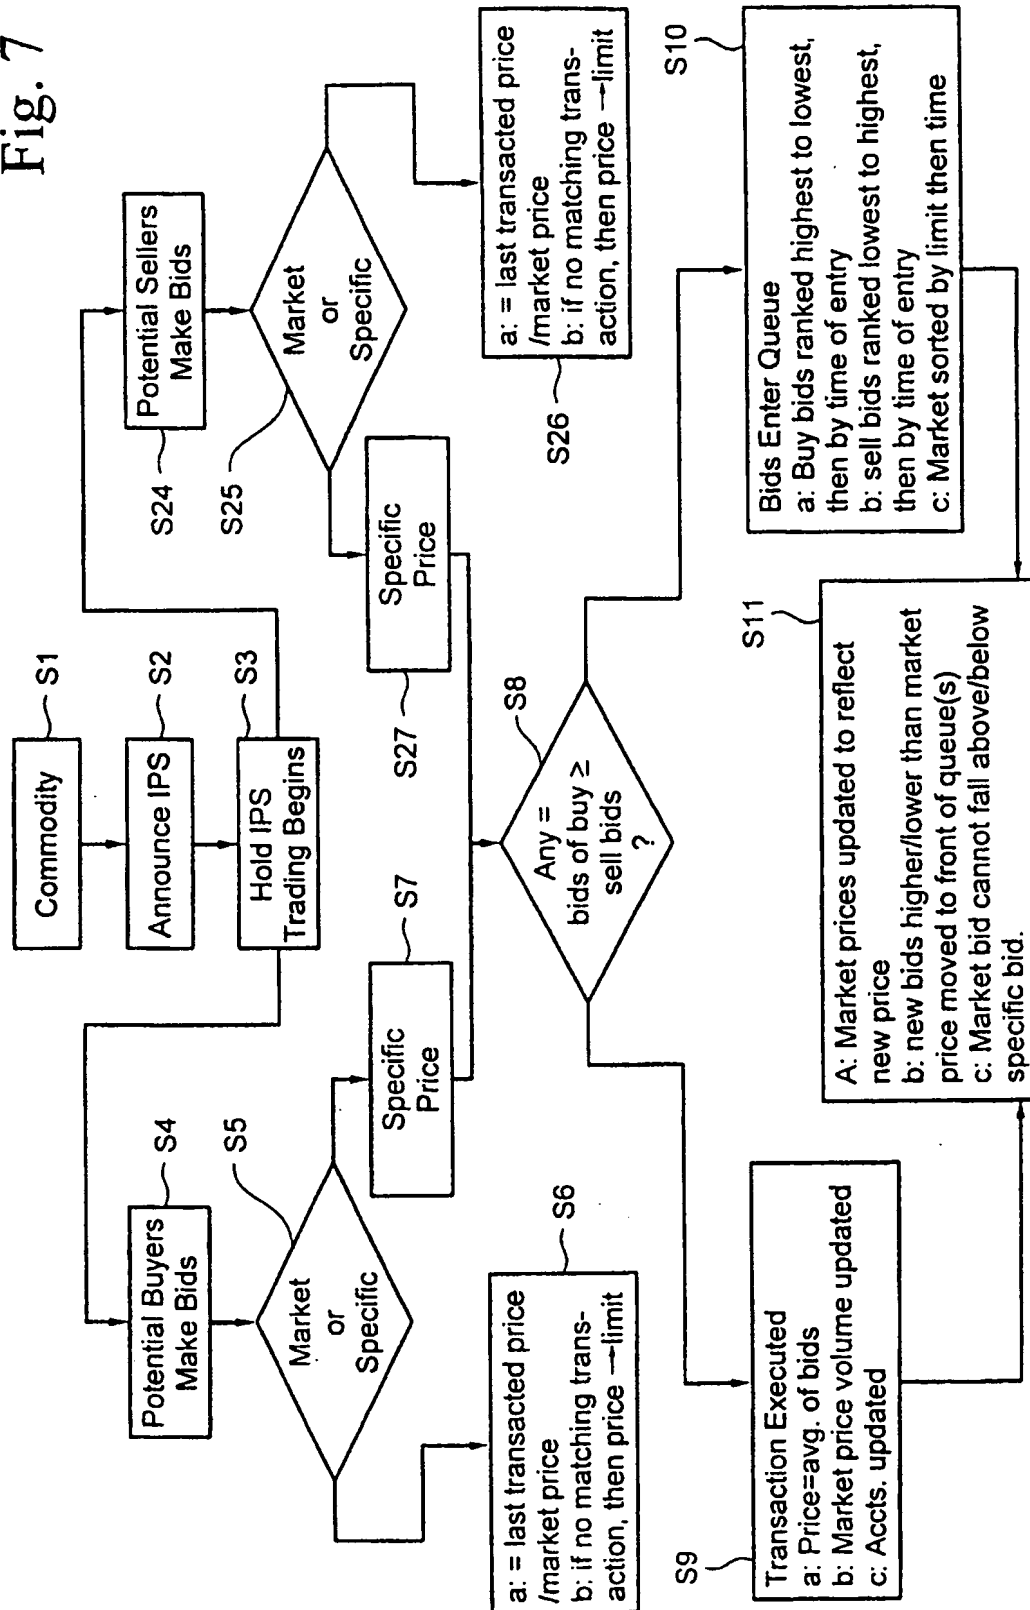 Fig. 7
Commodity
S1
Announce IPS
S2
Hold IPS
Trading Begins
S3
Potential Buyers
Make Bids
S4
Potential Sellers
Make Bids
S24
Market
or
Specific
S5
Market
or
Specific
S25
a: = last transacted price
/market price
b: if no matching trans-
action, then price →limit
S6
Specific
Price
S7
Specific
Price
S27
a: = last transacted price
/market price
b: if no matching trans-
action, then price →limit
S26
Any =
bids of buy ≥
sell bids
?
S8
Transaction Executed
a: Price=avg. of bids
b: Market price volume updated
c: Accts. updated
S9
Bids Enter Queue
a: Buy bids ranked highest to lowest,
then by time of entry
b: sell bids ranked lowest to highest,
then by time of entry
c: Market sorted by limit then time
S10
A: Market prices updated to reflect
new price
b: new bids higher/lower than market
price moved to front of queue(s)
c: Market bid cannot fall above/below
specific bid.
S11